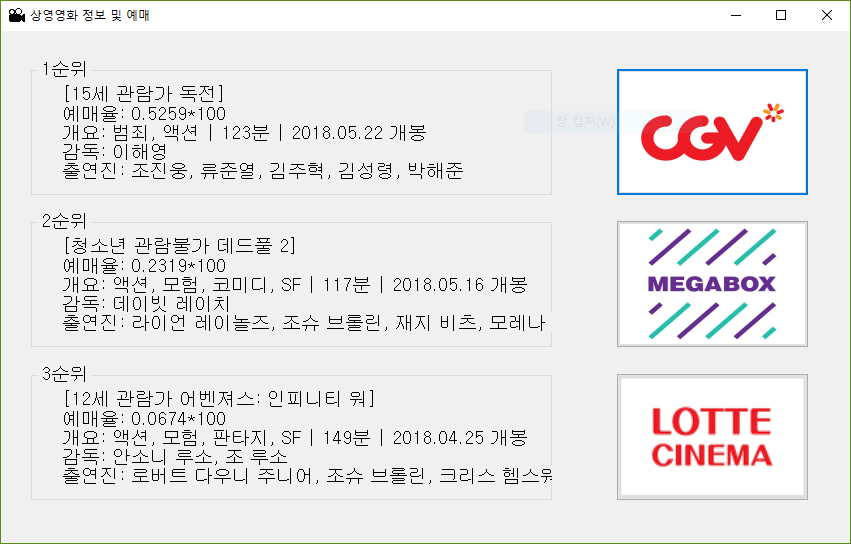 상영영화 정보 및 예매
1순위
[15세 관람가 독전]
예매율: 0.5259*100
개요: 범죄, 액션 | 123분 | 2018.05.22 개봉
감독: 이해영
출연진: 조진웅, 류준열, 김주혁, 김성령, 박해준
창 캡처(W)
CGV
2순위
[청소년 관람불가 데드풀 2]
예매율: 0.2319*100
개요: 액션, 모험, 코미디, SF | 117분 | 2018.05.16 개봉
감독: 데이빗 레이치
출연진: 라이언 레이놀즈, 조슈 브롤린, 재지 비츠, 모레나
MEGABOX
3순위
[12세 관람가 어벤져스: 인피니티 워]
예매율: 0.0674*100
개요: 액션, 모험, 판타지, SF | 149분 | 2018.04.25 개봉
감독: 안소니 루소, 조 루소
출연진: 로버트 다우니 주니어, 조슈 브롤린, 크리스
LOTTE
CINEMA